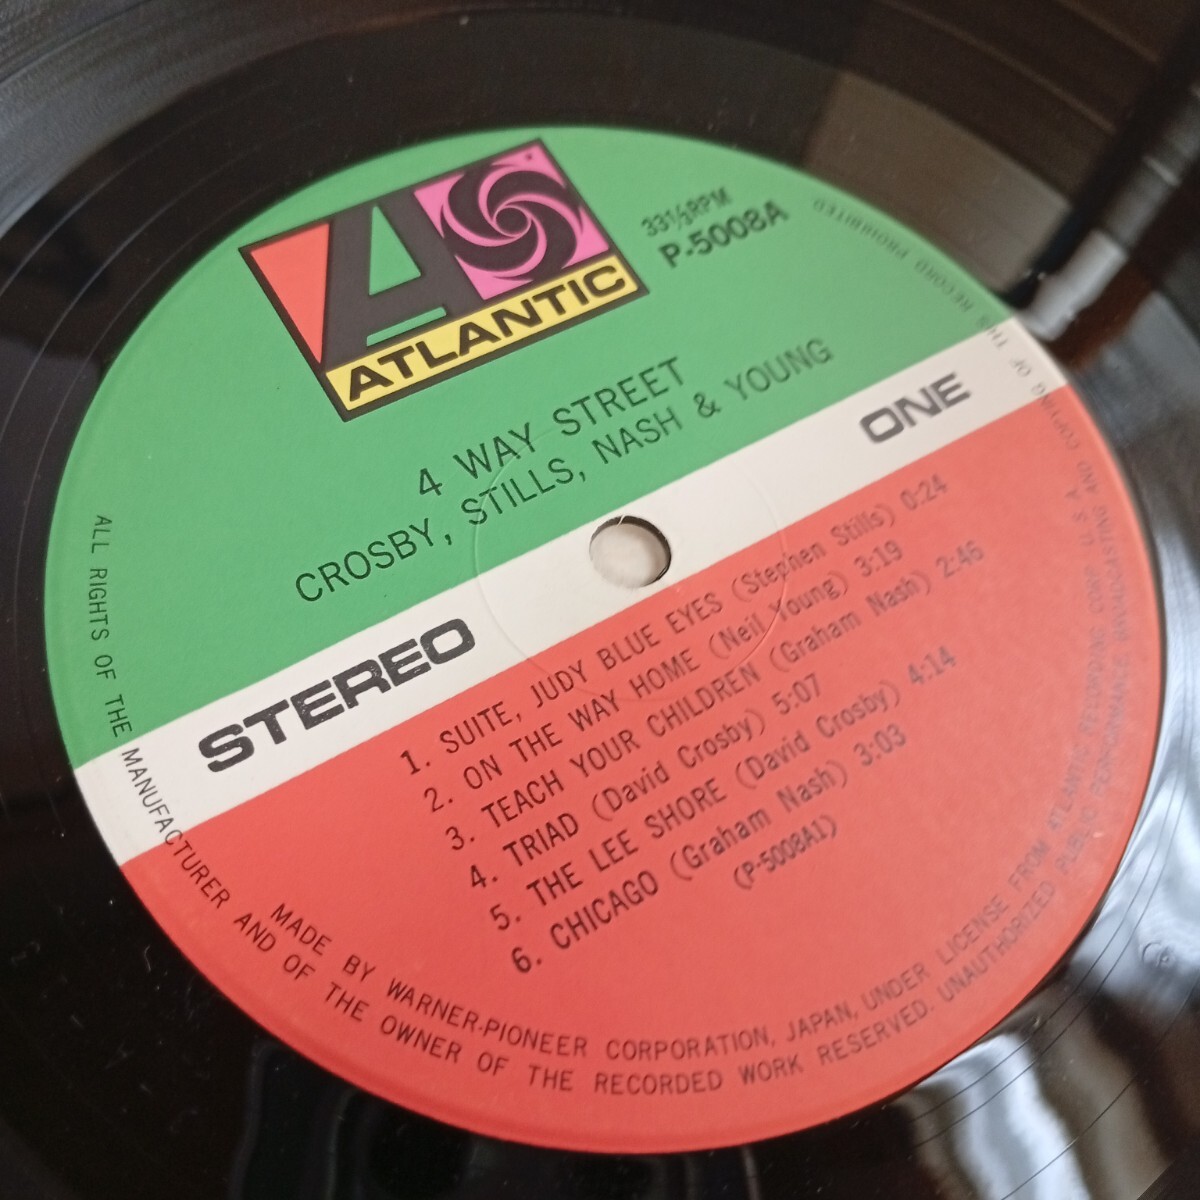 ATLANTIC
33⅓RPM
P-5008A
4 WAY STREET
CROSBY, STILLS, NASH & YOUNG
STEREO
ONE
1. SUITE, JUDY BLUE EYES (Stephen Stills) 0:24
2. ON THE WAY HOME (Neil Young) 3:19
3. TEACH YOUR CHILDREN (Graham Nash) 2:46
4. TRIAD (David Crosby) 5:07
5. THE LEE SHORE (David Crosby) 4:14
6. CHICAGO (Graham Nash) 3:03
(P-5008A1)
MADE BY WARNER-PIONEER CORPORATION, JAPAN, UNDER LICENSE FROM ATLANTIC RECORDING CORP. U.S.A.
ALL RIGHTS OF THE MANUFACTURER AND OF THE OWNER OF THE RECORDED WORK RESERVED. UNAUTHORIZED PUBLIC PERFORMANCE BROADCASTING AND COPYING OF THIS RECORD PROHIBITED